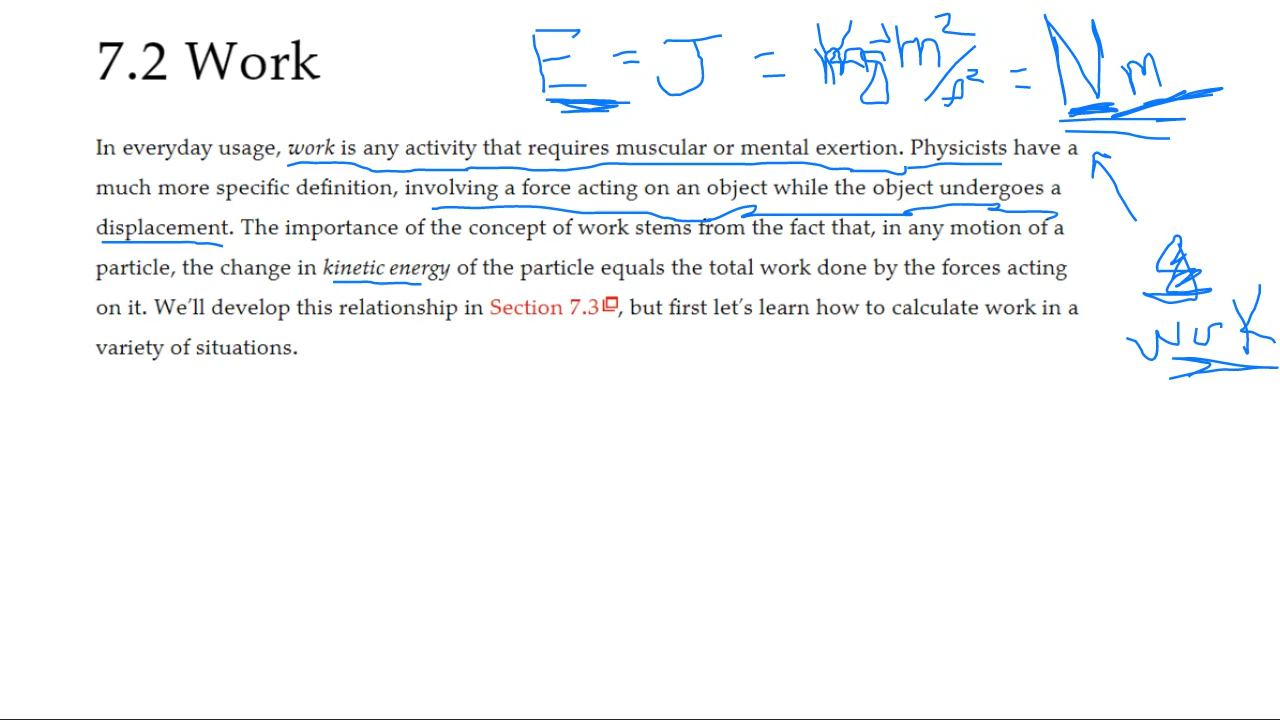 7.2 Work
E = J = kg m²/s² = Nm
In everyday usage, work is any activity that requires muscular or mental exertion. Physicists have a
much more specific definition, involving a force acting on an object while the object undergoes a
displacement. The importance of the concept of work stems from the fact that, in any motion of a
particle, the change in kinetic energy of the particle equals the total work done by the forces acting
on it. We'll develop this relationship in Section 7.3, but first let's learn how to calculate work in a
variety of situations.